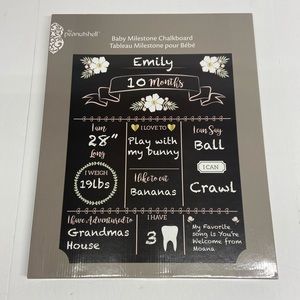 the
peanutshell
Baby Milestone Chalkboard
Tableau Milestone pour Bébé
Emily
10 Months
I am
28"
Long
I WEIGH
19lbs
I LOVE TO
Play with
my bunny
I like to eat
Bananas
I can Say
Ball
I CAN
Crawl
I have Adventured to
Grandmas
House
I HAVE
3
My Favorite
song is You're
Welcome from
Moana